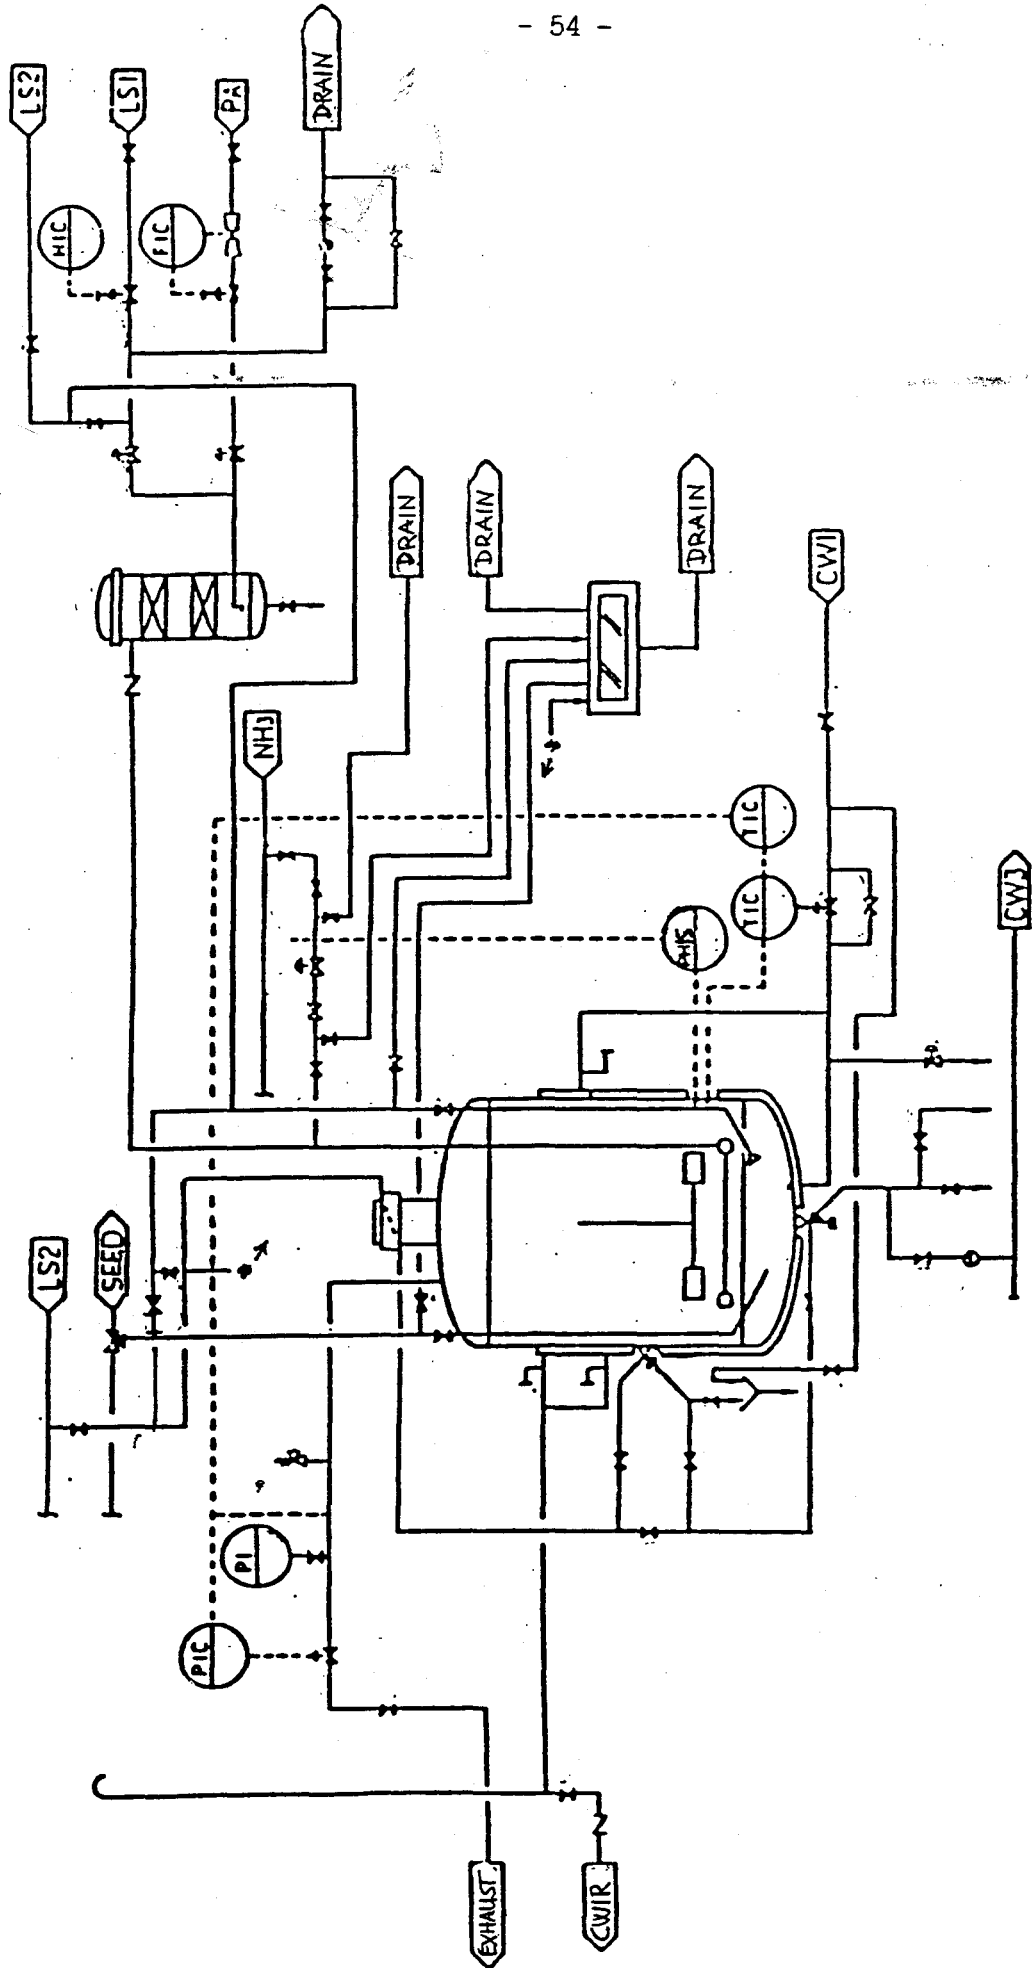 - 54 -
LS2
LS1
PA
DRAIN
HIC
FIC
DRAIN
DRAIN
DRAIN
NH3
CW1
TIC
TIC
PHIS
CW3
LS2
SEED
PI
PIC
EXHAUST
CW1R